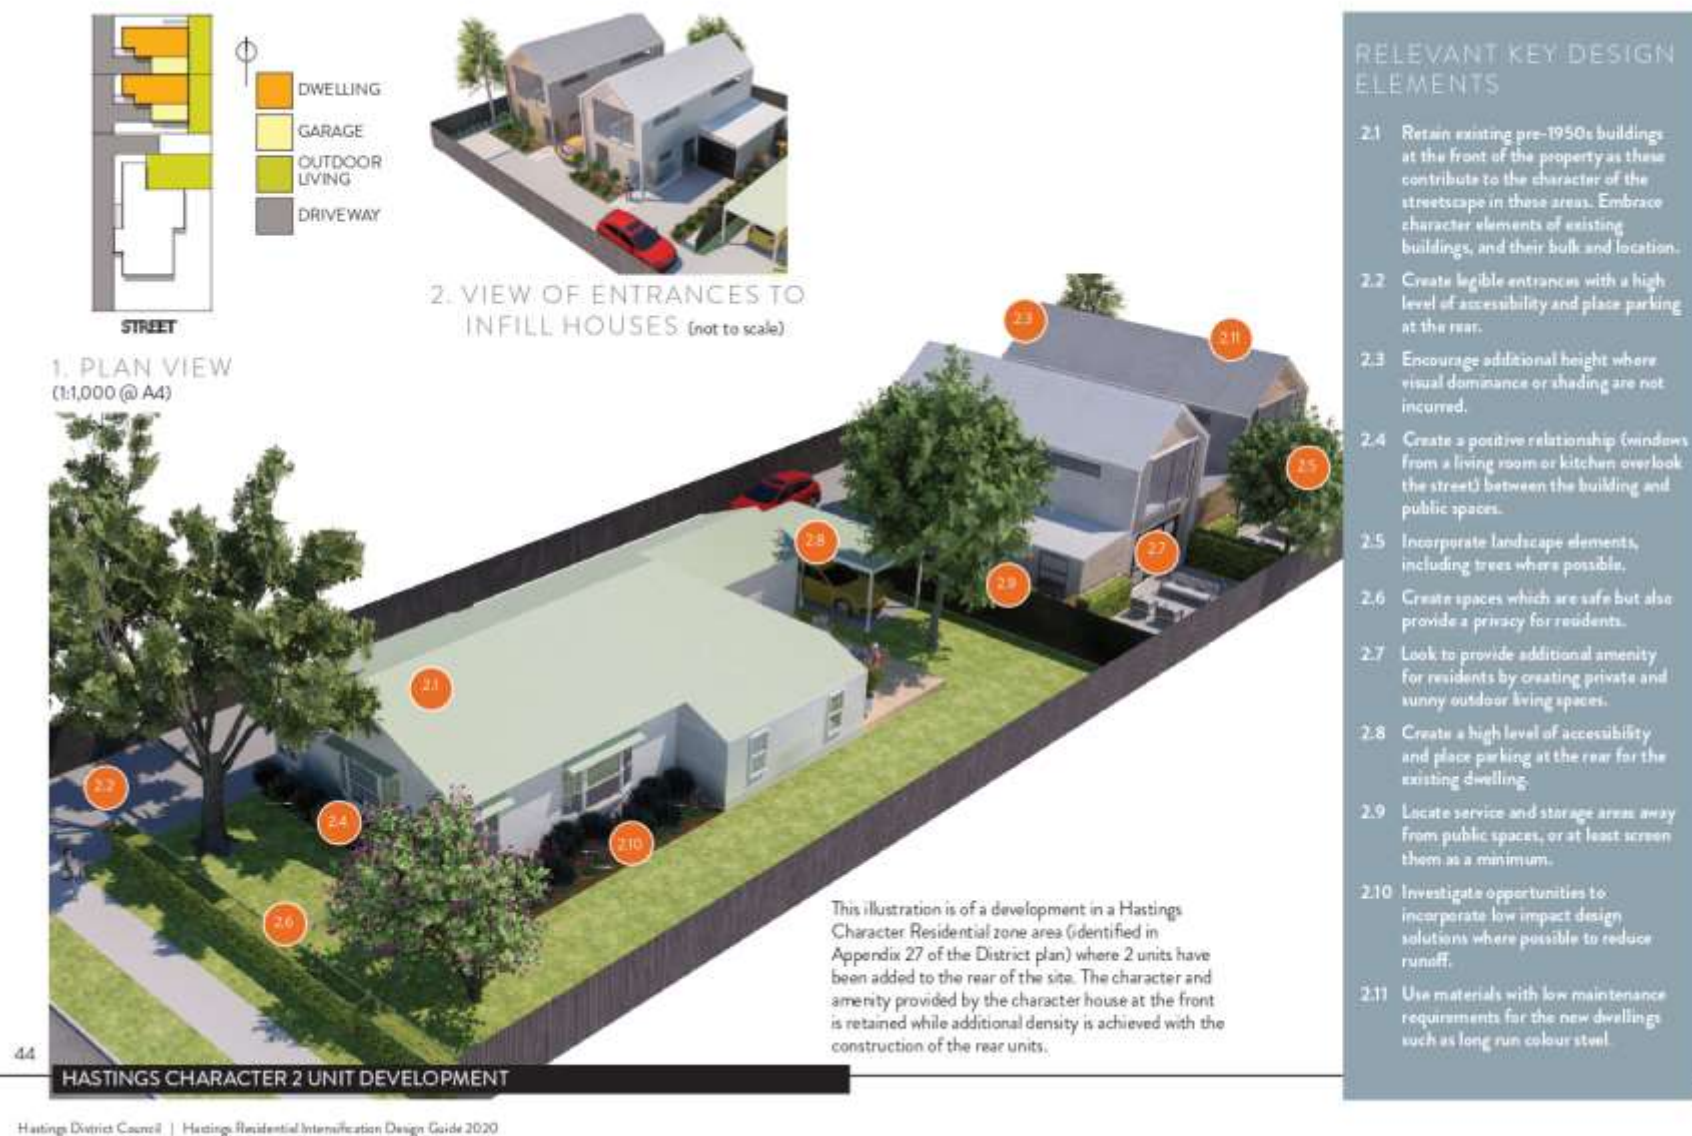 DWELLING
GARAGE
OUTDOOR
LIVING
DRIVEWAY
STREET
1. PLAN VIEW
(1:1,000 @ A4)
2. VIEW OF ENTRANCES TO
INFILL HOUSES (not to scale)
2.3
2.11
2.5
2.8
2.7
2.9
2.1
2.2
2.4
2.10
2.6
This illustration is of a development in a Hastings
Character Residential zone area (identified in
Appendix 27 of the District plan) where 2 units have
been added to the rear of the site. The character and
amenity provided by the character house at the front
is retained while additional density is achieved with the
construction of the rear units.
RELEVANT KEY DESIGN
ELEMENTS
2.1 Retain existing pre-1950s buildings
at the front of the property as these
contribute to the character of the
streetscape in these areas. Embrace
character elements of existing
buildings, and their bulk and location.
2.2 Create legible entrances with a high
level of accessibility and place parking
at the rear.
2.3 Encourage additional height where
visual dominance or shading are not
incurred.
2.4 Create a positive relationship (windows
from a living room or kitchen overlook
the street) between the building and
public spaces.
2.5 Incorporate landscape elements,
including trees where possible.
2.6 Create spaces which are safe but also
provide a privacy for residents.
2.7 Look to provide additional amenity
for residents by creating private and
sunny outdoor living spaces.
2.8 Create a high level of accessibility
and place parking at the rear for the
existing dwelling.
2.9 Locate service and storage areas away
from public spaces, or at least screen
them as a minimum.
2.10 Investigate opportunities to
incorporate low impact design
solutions where possible to reduce
runoff.
2.11 Use materials with low maintenance
requirements for the new dwellings
such as long run colour steel.
44
HASTINGS CHARACTER 2 UNIT DEVELOPMENT
Hastings District Council | Hastings Residential Intensification Design Guide 2020